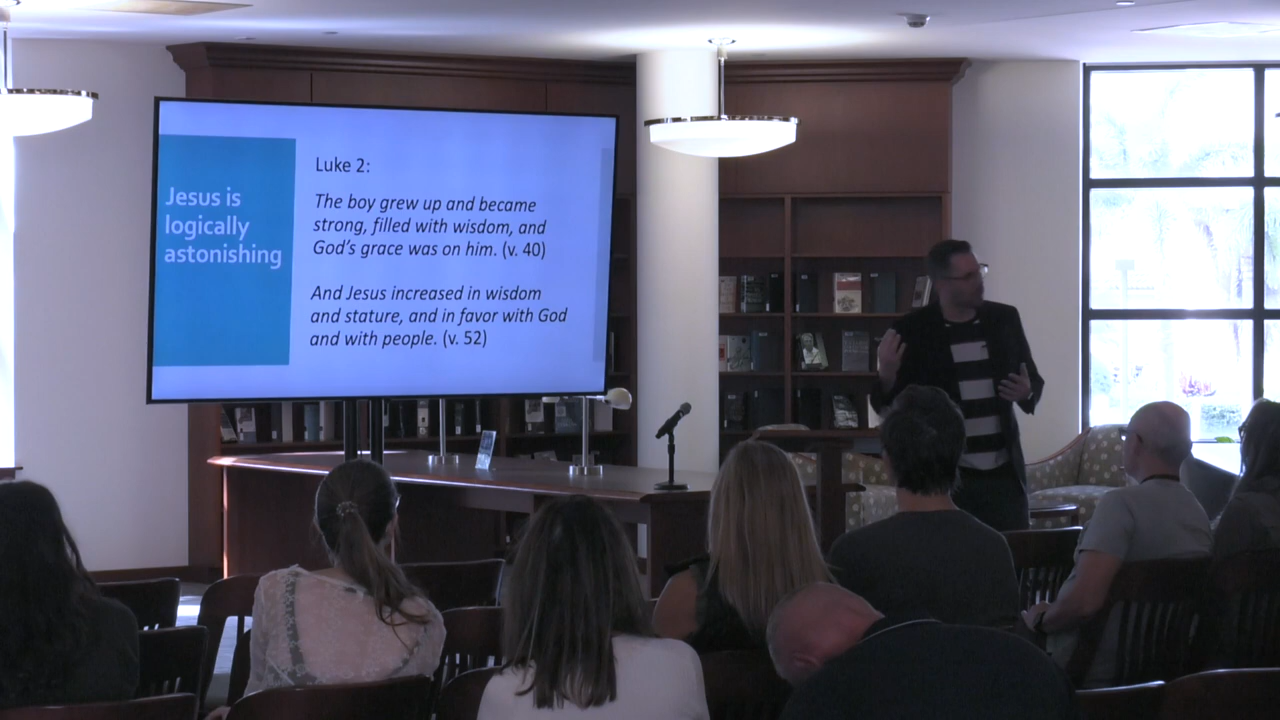 Jesus is
logically
astonishing
Luke 2:
The boy grew up and became
strong, filled with wisdom, and
God's grace was on him. (v. 40)
And Jesus increased in wisdom
and stature, and in favor with God
and with people. (v. 52)